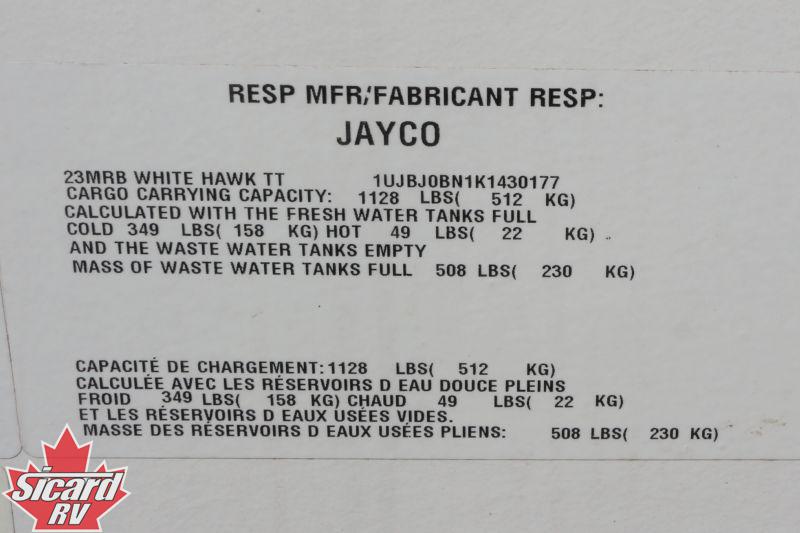 RESP MFR/FABRICANT RESP:
JAYCO
23MRB WHITE HAWK TT 1UJBJ0BN1K1430177
CARGO CARRYING CAPACITY: 1128 LBS( 512 KG)
CALCULATED WITH THE FRESH WATER TANKS FULL
COLD 349 LBS( 158 KG) HOT 49 LBS( 22 KG)
AND THE WASTE WATER TANKS EMPTY
MASS OF WASTE WATER TANKS FULL 508 LBS( 230 KG)
CAPACITÉ DE CHARGEMENT: 1128 LBS( 512 KG)
CALCULÉE AVEC LES RÉSERVOIRS D EAU DOUCE PLEINS
FROID 349 LBS( 158 KG) CHAUD 49 LBS( 22 KG)
ET LES RÉSERVOIRS D EAUX USÉES VIDES.
MASSE DES RÉSERVOIRS D EAUX USÉES PLIENS: 508 LBS( 230 KG)
Sicard
RV